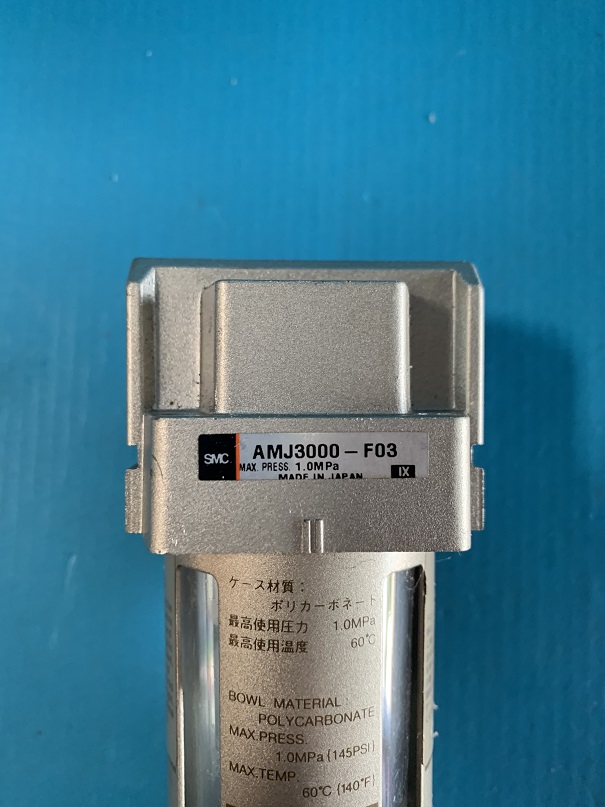 SMC
AMJ3000-F03
MAX. PRESS. 1.0MPa
MADE IN JAPAN
IX
ケース材質：
ポリカーボネート
最高使用圧力 1.0MPa
最高使用温度 60℃
BOWL MATERIAL
POLYCARBONATE
MAX.PRESS.
1.0MPa{145PSI}
MAX.TEMP.
60℃{140°F}